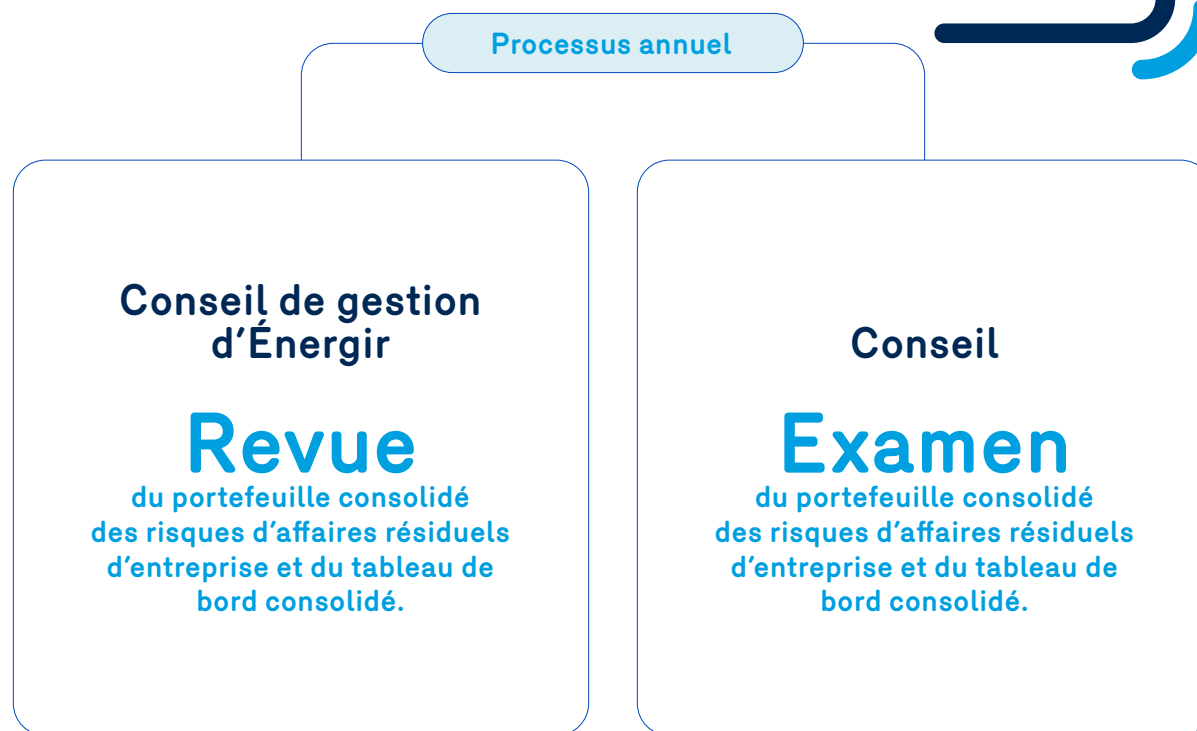 Processus annuel
Conseil de gestion
d’Énergir
Revue
du portefeuille consolidé
des risques d’affaires résiduels
d’entreprise et du tableau de
bord consolidé.
Conseil
Examen
du portefeuille consolidé
des risques d’affaires résiduels
d’entreprise et du tableau de
bord consolidé.